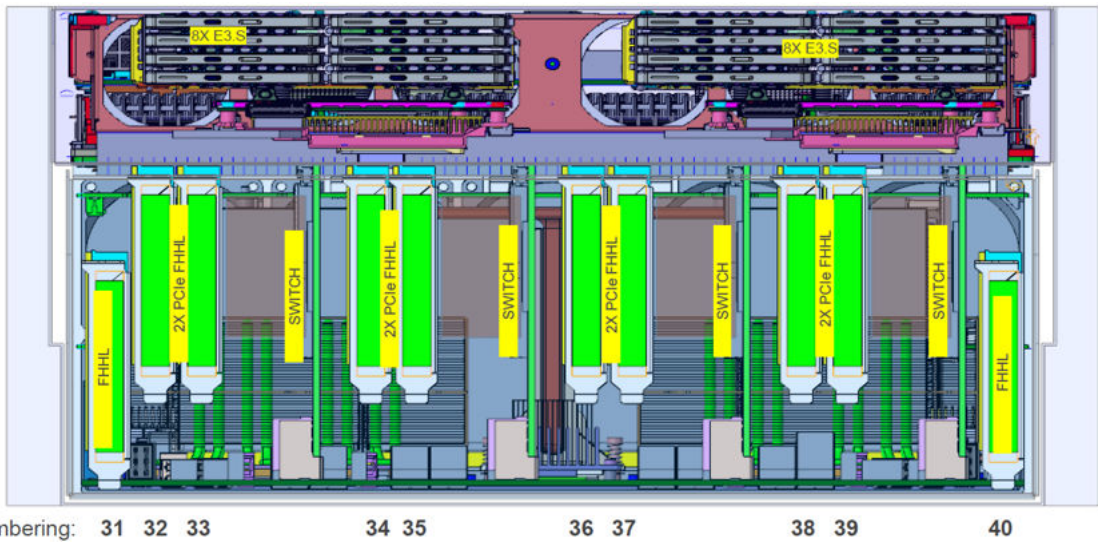 8X E3.S
8X E3.S
FHHL
2X PCIe FHHL
SWITCH
2X PCIe FHHL
SWITCH
2X PCIe FHHL
SWITCH
2X PCIe FHHL
SWITCH
FHHL
mbering: 31 32 33 34 35 36 37 38 39 40